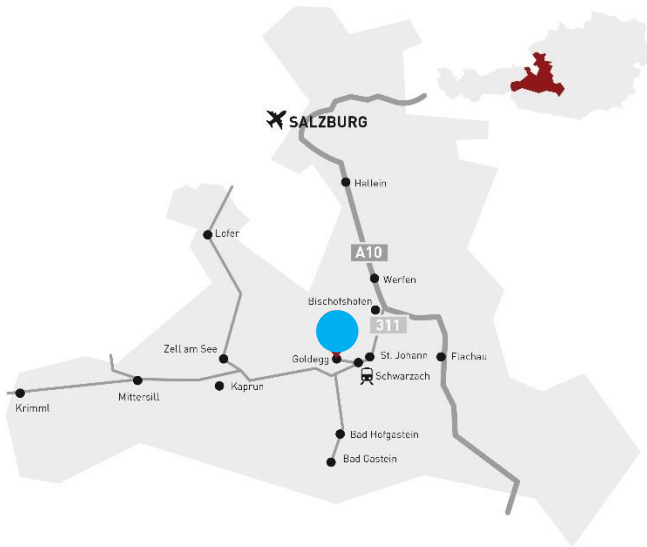 SALZBURG
Hallein
Lofer
A10
Werfen
Bischofshofen
311
Zell am See
Goldegg
St. Johann
Flachau
Schwarzach
Kaprun
Mittersill
Krimml
Bad Hofgastein
Bad Gastein